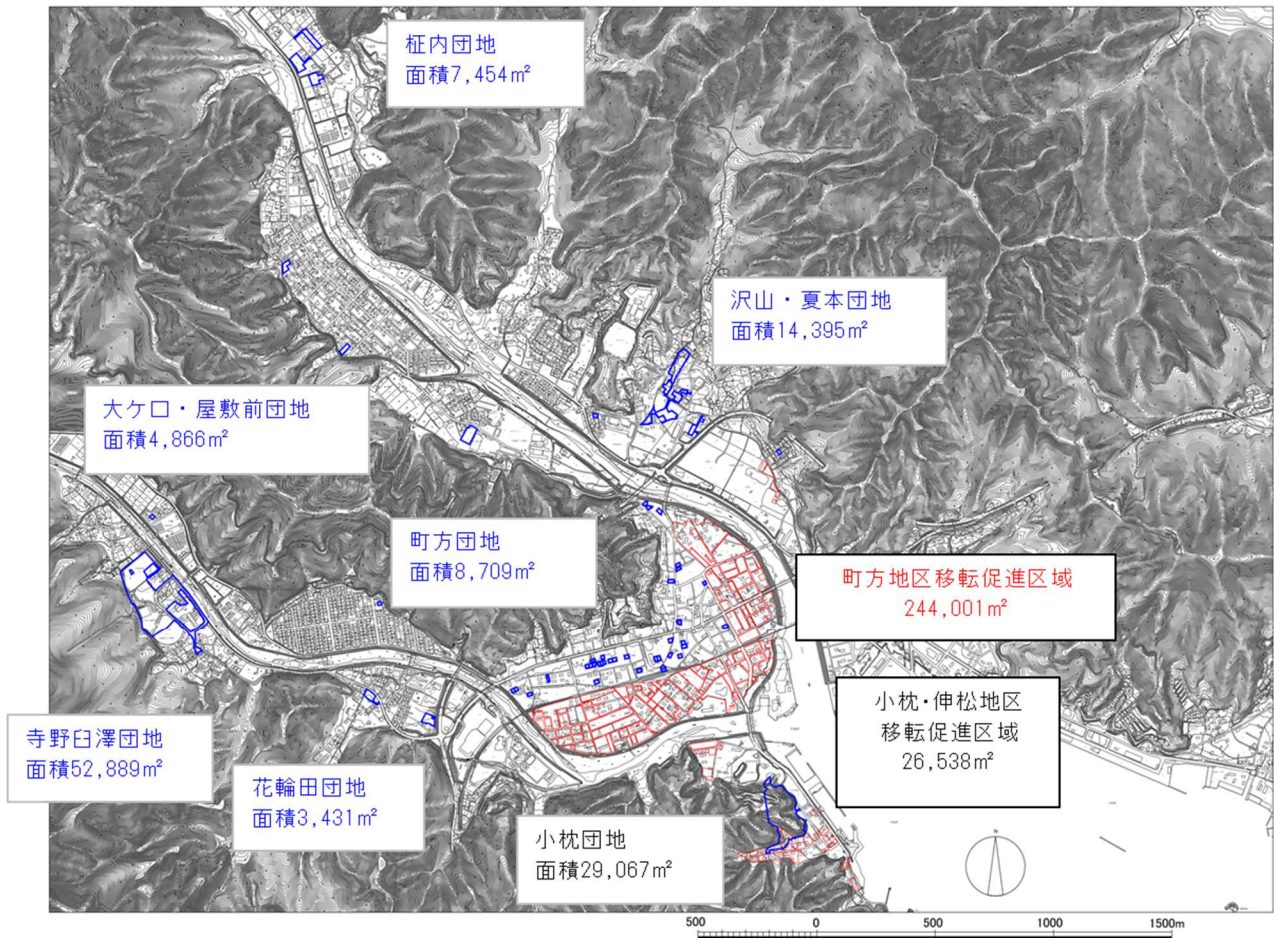 柾内団地
面積7,454㎡
沢山・夏本団地
面積14,395㎡
大ケ口・屋敷前団地
面積4,866㎡
町方団地
面積8,709㎡
町方地区移転促進区域
244,001㎡
小枕・伸松地区
移転促進区域
26,538㎡
寺野臼澤団地
面積52,889㎡
花輪田団地
面積3,431㎡
小枕団地
面積29,067㎡
N
500 0 500 1000 1500m